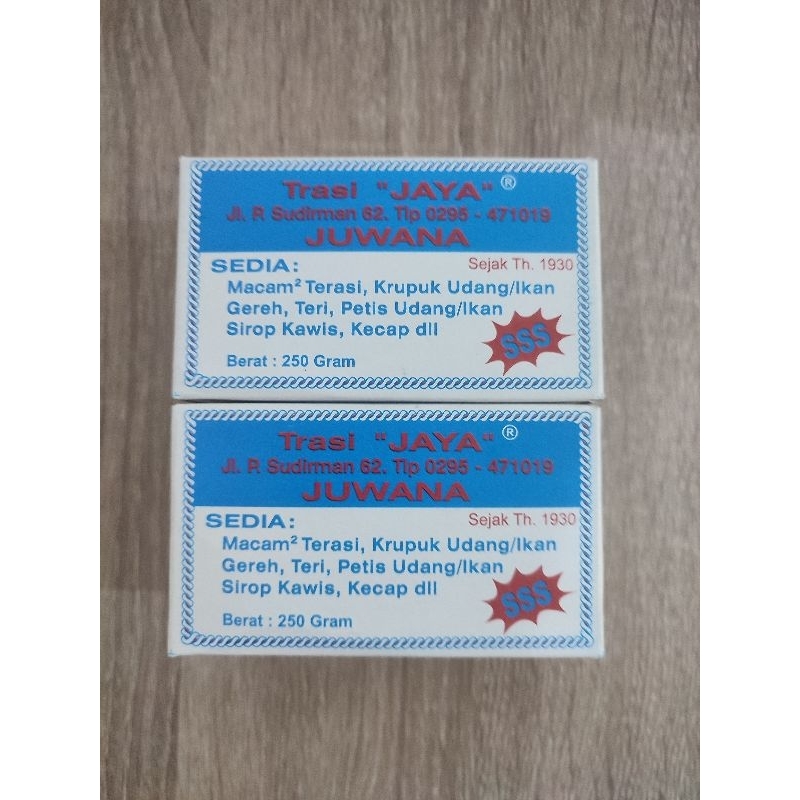 Trasi "JAYA" ®
Jl. P. Sudirman 62. Tlp 0295 - 471019
JUWANA
SEDIA:
Sejak Th. 1930
Macam² Terasi, Krupuk Udang/Ikan
Gereh, Teri, Petis Udang/Ikan
Sirop Kawis, Kecap dll
SSS
Berat : 250 Gram
Trasi "JAYA" ®
Jl. P. Sudirman 62. Tlp 0295 - 471019
JUWANA
SEDIA:
Sejak Th. 1930
Macam² Terasi, Krupuk Udang/Ikan
Gereh, Teri, Petis Udang/Ikan
Sirop Kawis, Kecap dll
SSS
Berat : 250 Gram